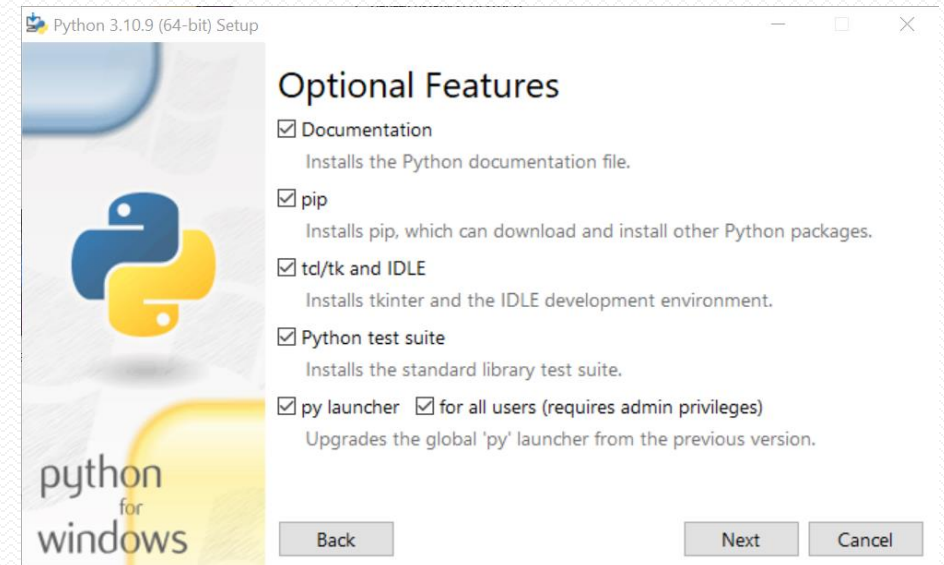 Python 3.10.9 (64-bit) Setup
Optional Features
Documentation
Installs the Python documentation file.
pip
Installs pip, which can download and install other Python packages.
tcl/tk and IDLE
Installs tkinter and the IDLE development environment.
Python test suite
Installs the standard library test suite.
py launcher for all users (requires admin privileges)
Upgrades the global 'py' launcher from the previous version.
python
for
windows
Back Next Cancel